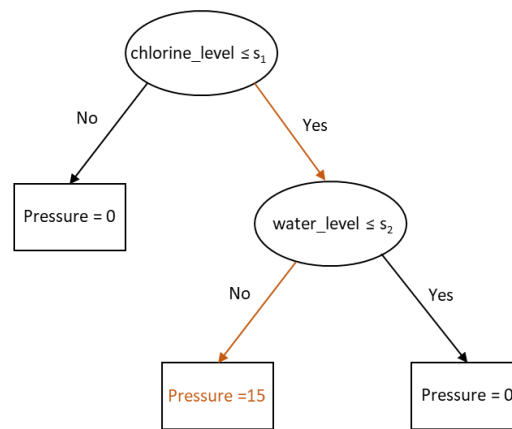 chlorine_level ≤ s₁
No
Yes
Pressure = 0
water_level ≤ s₂
No
Yes
Pressure =15
Pressure = 0